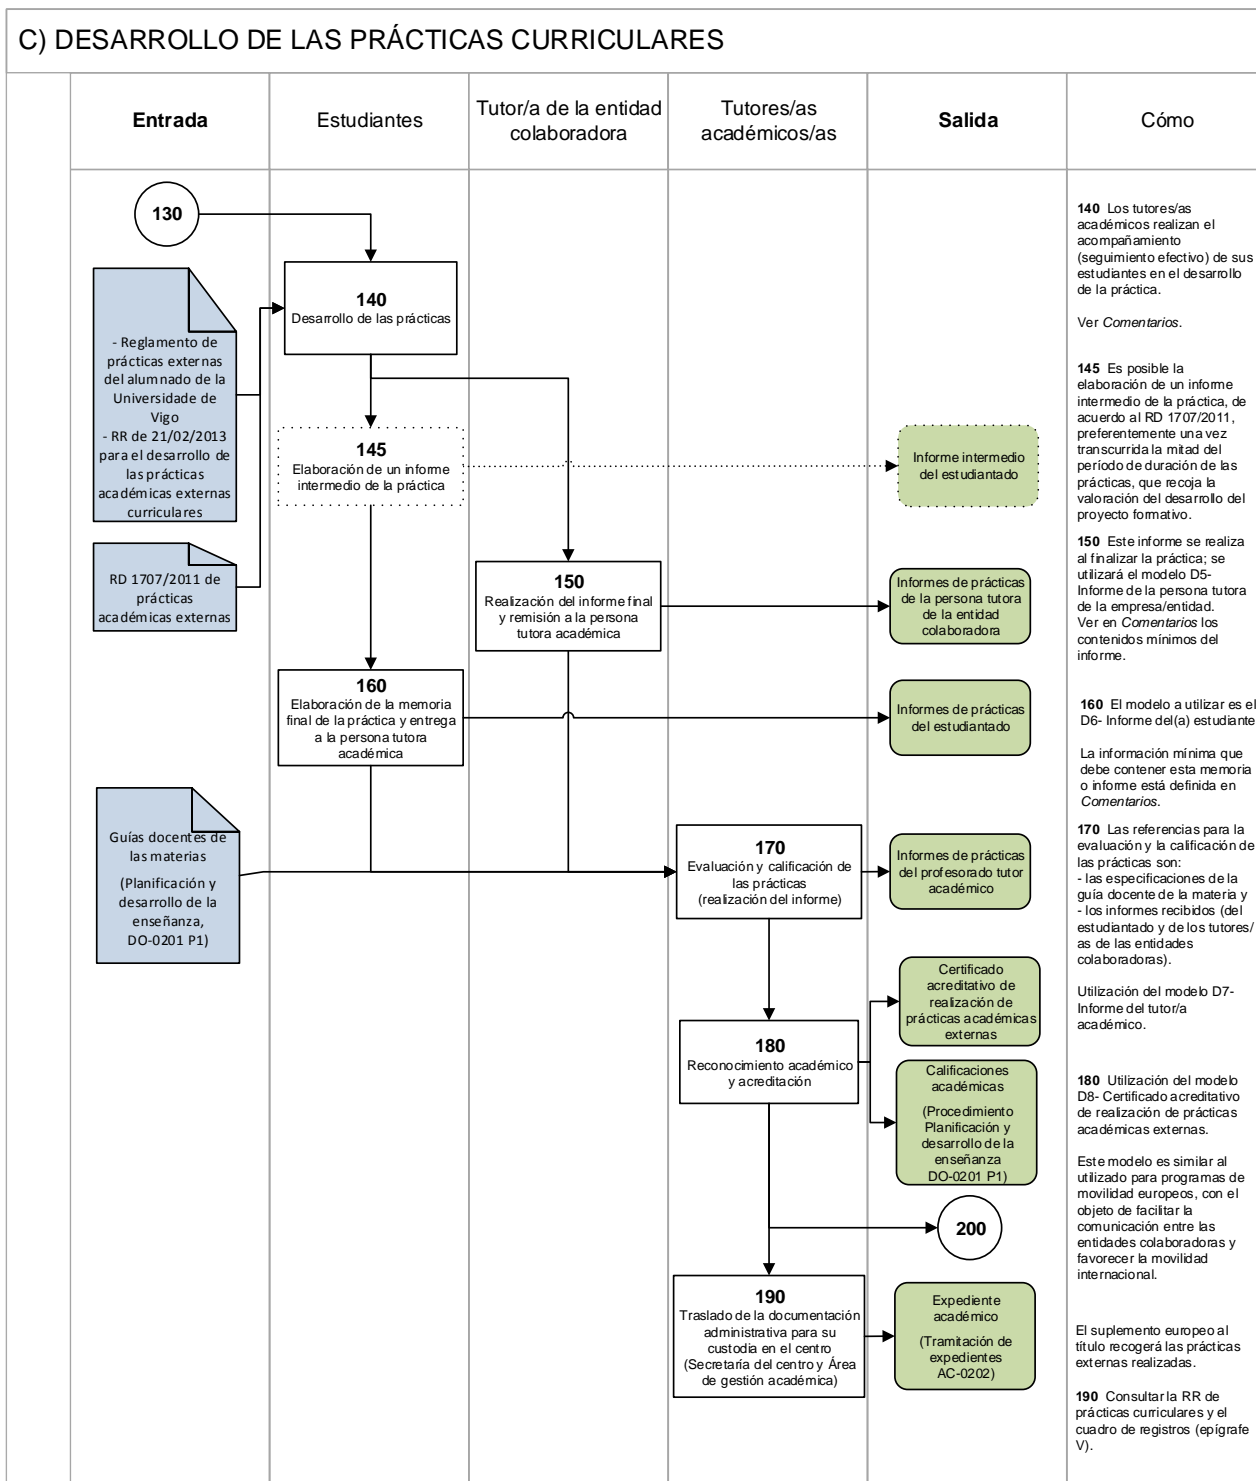 C) DESARROLLO DE LAS PRÁCTICAS CURRICULARES
Entrada
Estudiantes
Tutor/a de la entidad
colaboradora
Tutores/as
académicos/as
Salida
Cómo
130
- Reglamento de
prácticas externas
del alumnado de la
Universidade de
Vigo
- RR de 21/02/2013
para el desarrollo de
las prácticas
académicas externas
curriculares
RD 1707/2011 de
prácticas
académicas externas
Guías docentes de
las materias
(Planificación y
desarrollo de la
enseñanza,
DO-0201 P1)
140
Desarrollo de las prácticas
145
Elaboración de un informe
intermedio de la práctica
160
Elaboración de la memoria
final de la práctica y entrega
a la persona tutora
académica
150
Realización del informe final
y remisión a la persona
tutora académica
170
Evaluación y calificación de
las prácticas
(realización del informe)
180
Reconocimiento académico
y acreditación
190
Traslado de la documentación
administrativa para su
custodia en el centro
(Secretaría del centro y Área
de gestión académica)
Informe intermedio
del estudiantado
Informes de prácticas
de la persona tutora
de la entidad
colaboradora
Informes de prácticas
del estudiantado
Informes de prácticas
del profesorado tutor
académico
Certificado
acreditativo de
realización de
prácticas académicas
externas
Calificaciones
académicas
(Procedimiento
Planificación y
desarrollo de la
enseñanza
DO-0201 P1)
200
Expediente
académico
(Tramitación de
expedientes
AC-0202)
140 Los tutores/as
académicos realizan el
acompañamiento
(seguimiento efectivo) de sus
estudiantes en el desarrollo
de la práctica.
Ver Comentarios.
145 Es posible la
elaboración de un informe
intermedio de la práctica, de
acuerdo al RD 1707/2011,
preferentemente una vez
transcurrida la mitad del
período de duración de las
prácticas, que recoja la
valoración del desarrollo del
proyecto formativo.
150 Este informe se realiza
al finalizar la práctica; se
utilizará el modelo D5-
Informe de la persona tutora
de la empresa/entidad.
Ver en Comentarios los
contenidos mínimos del
informe.
160 El modelo a utilizar es el
D6- Informe del(a) estudiante
La información mínima que
debe contener esta memoria
o informe está definida en
Comentarios.
170 Las referencias para la
evaluación y la calificación de
las prácticas son:
- las especificaciones de la
guía docente de la materia y
- los informes recibidos (del
estudiantado y de los tutores/
as de las entidades
colaboradoras).
Utilización del modelo D7-
Informe del tutor/a
académico.
180 Utilización del modelo
D8- Certificado acreditativo
de realización de prácticas
académicas externas.
Este modelo es similar al
utilizado para programas de
movilidad europeos, con el
objeto de facilitar la
comunicación entre las
entidades colaboradoras y
favorecer la movilidad
internacional.
El suplemento europeo al
título recogerá las prácticas
externas realizadas.
190 Consultar la RR de
prácticas curriculares y el
cuadro de registros (epígrafe
V).